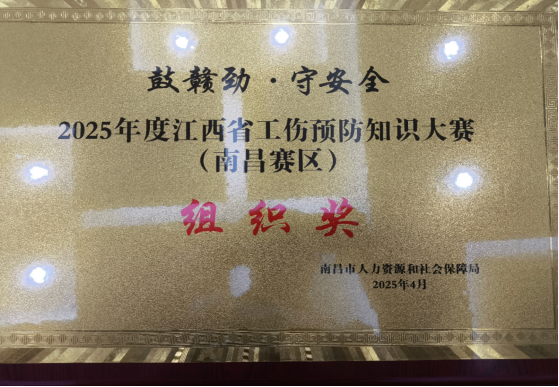 鼓赣劲·守安全
2025年度江西省工伤预防知识大赛
（南昌赛区）
组织奖
南昌市人力资源和社会保障局
2025年4月